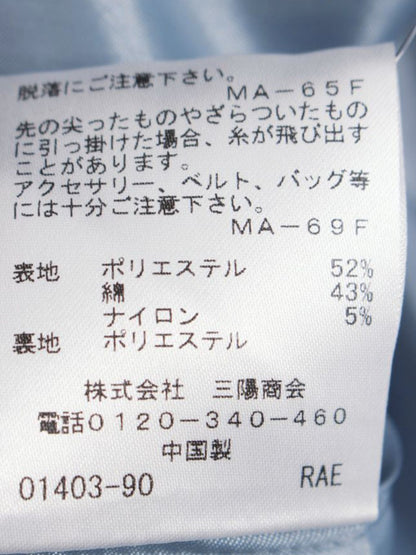 脱落にご注意下さい。
MA-65F
先の尖ったものやざらついたもの
に引っ掛けた場合、糸が飛び出す
ことがあります。
アクセサリー、ベルト、バッグ等
には十分ご注意下さい。
MA-69F
表地 ポリエステル 52%
綿 43%
ナイロン 5%
裏地 ポリエステル
株式会社 三陽商会
電話0120-340-460
中国製
01403-90 RAE